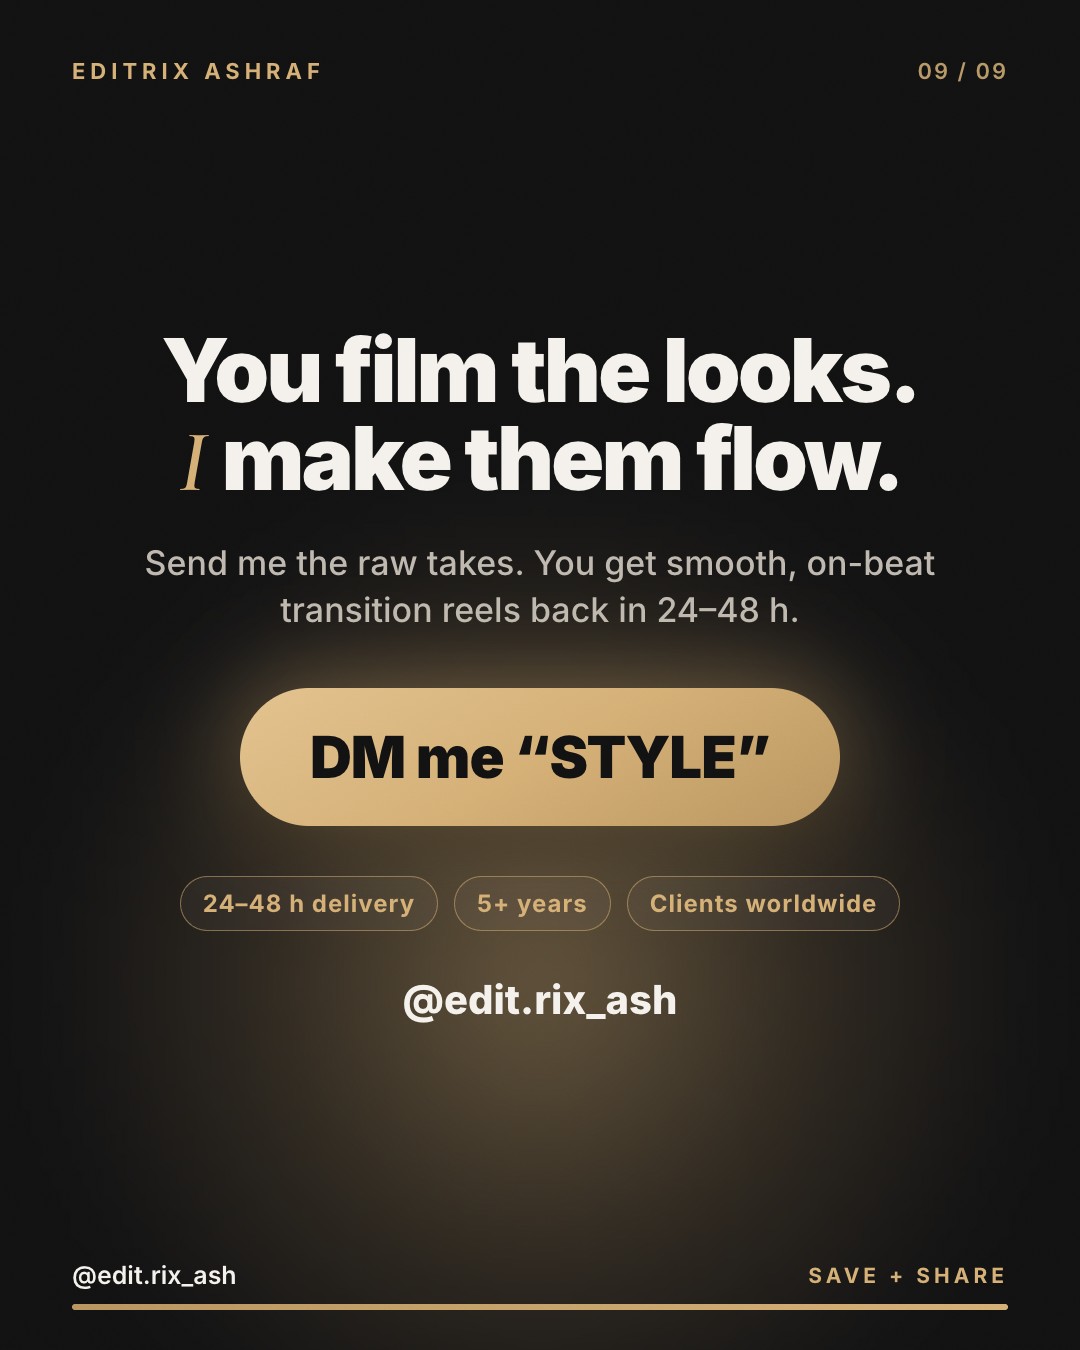 EDITRIX ASHRAF
09 / 09
You film the looks.
I make them flow.
Send me the raw takes. You get smooth, on-beat
transition reels back in 24–48 h.
DM me “STYLE”
24–48 h delivery
5+ years
Clients worldwide
@edit.rix_ash
@edit.rix_ash
SAVE + SHARE